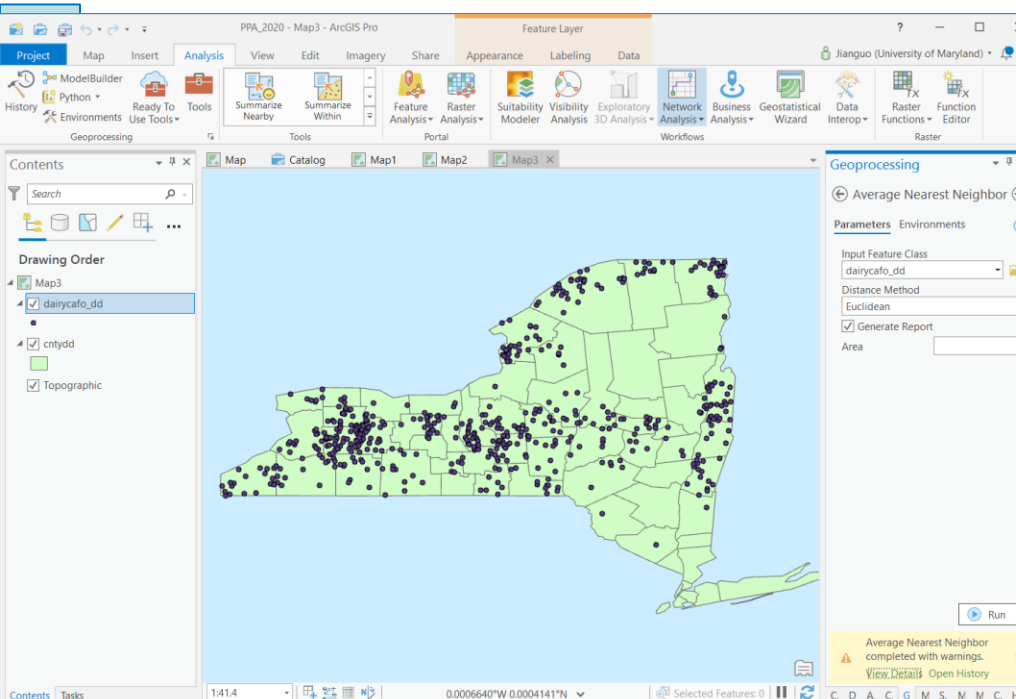 PPA_2020 - Map3 - ArcGIS Pro
Feature Layer
?
Project Map Insert Analysis View Edit Imagery Share Appearance Labeling Data
Jianguo (University of Maryland)
History
ModelBuilder
Python
Environments
Ready To Use Tools
Tools
Geoprocessing
Summarize Nearby
Summarize Within
Tools
Feature Analysis
Raster Analysis
Portal
Suitability Modeler
Visibility Analysis
Exploratory 3D Analysis
Network Analysis
Business Analysis
Geostatistical Wizard
Workflows
Data Interop
Raster Functions
Function Editor
Raster
Contents
Search
Drawing Order
Map3
dairycafo_dd
cntydd
Topographic
Contents Tasks
Map Catalog Map1 Map2 Map3
1:41.4
0.0006640°W 0.0004141°N
Selected Features: 0
Geoprocessing
Average Nearest Neighbor
Parameters Environments
Input Feature Class
dairycafo_dd
Distance Method
Euclidean
Generate Report
Area
Run
Average Nearest Neighbor
completed with warnings.
View Details Open History
C. D. A. C. G M S. M M C. H